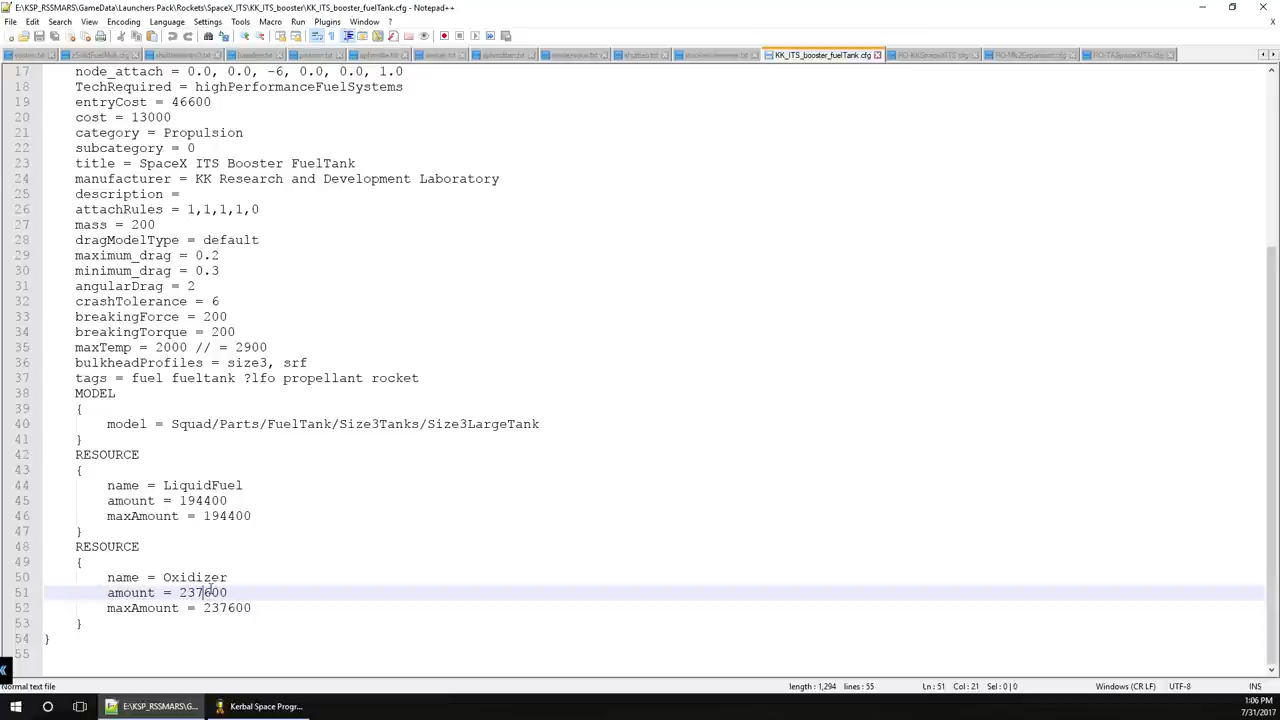 E:\KSP_RSSMARS\GameData\Launchers Pack\Rockets\SpaceX_ITS\KK_ITS_booster\KK_ITS_booster_fuelTank.cfg - Notepad++
File Edit Search View Encoding Language Settings Tools Macro Run Plugins Window ? X
KK_ITS_booster_fuelTank.cfg
17 node_attach = 0.0, 0.0, -6, 0.0, 0.0, 1.0
18 TechRequired = highPerformanceFuelSystems
19 entryCost = 46600
20 cost = 13000
21 category = Propulsion
22 subcategory = 0
23 title = SpaceX ITS Booster FuelTank
24 manufacturer = KK Research and Development Laboratory
25 description =
26 attachRules = 1,1,1,1,0
27 mass = 200
28 dragModelType = default
29 maximum_drag = 0.2
30 minimum_drag = 0.3
31 angularDrag = 2
32 crashTolerance = 6
33 breakingForce = 200
34 breakingTorque = 200
35 maxTemp = 2000 // = 2900
36 bulkheadProfiles = size3, srf
37 tags = fuel fueltank ?lfo propellant rocket
38 MODEL
39 {
40 model = Squad/Parts/FuelTank/Size3Tanks/Size3LargeTank
41 }
42 RESOURCE
43 {
44 name = LiquidFuel
45 amount = 194400
46 maxAmount = 194400
47 }
48 RESOURCE
49 {
50 name = Oxidizer
51 amount = 237600
52 maxAmount = 237600
53 }
54 }
55
Normal text file length : 1,294 lines : 55 Ln : 51 Col : 21 Sel : 0 | 0 Windows (CR LF) UTF-8 INS
E:\KSP_RSSMARS\G... Kerbal Space Progr... 1:06 PM
7/31/2017